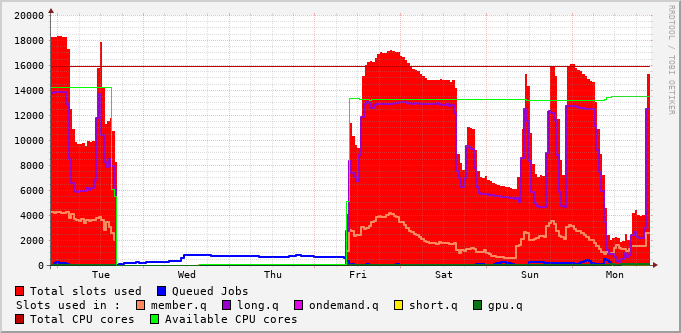 RRDTOOL / TOBI OETIKER
20000
18000
16000
14000
12000
10000
8000
6000
4000
2000
0
Tue Wed Thu Fri Sat Sun Mon
Total slots used Queued Jobs
Slots used in : member.q long.q ondemand.q short.q gpu.q
Total CPU cores Available CPU cores